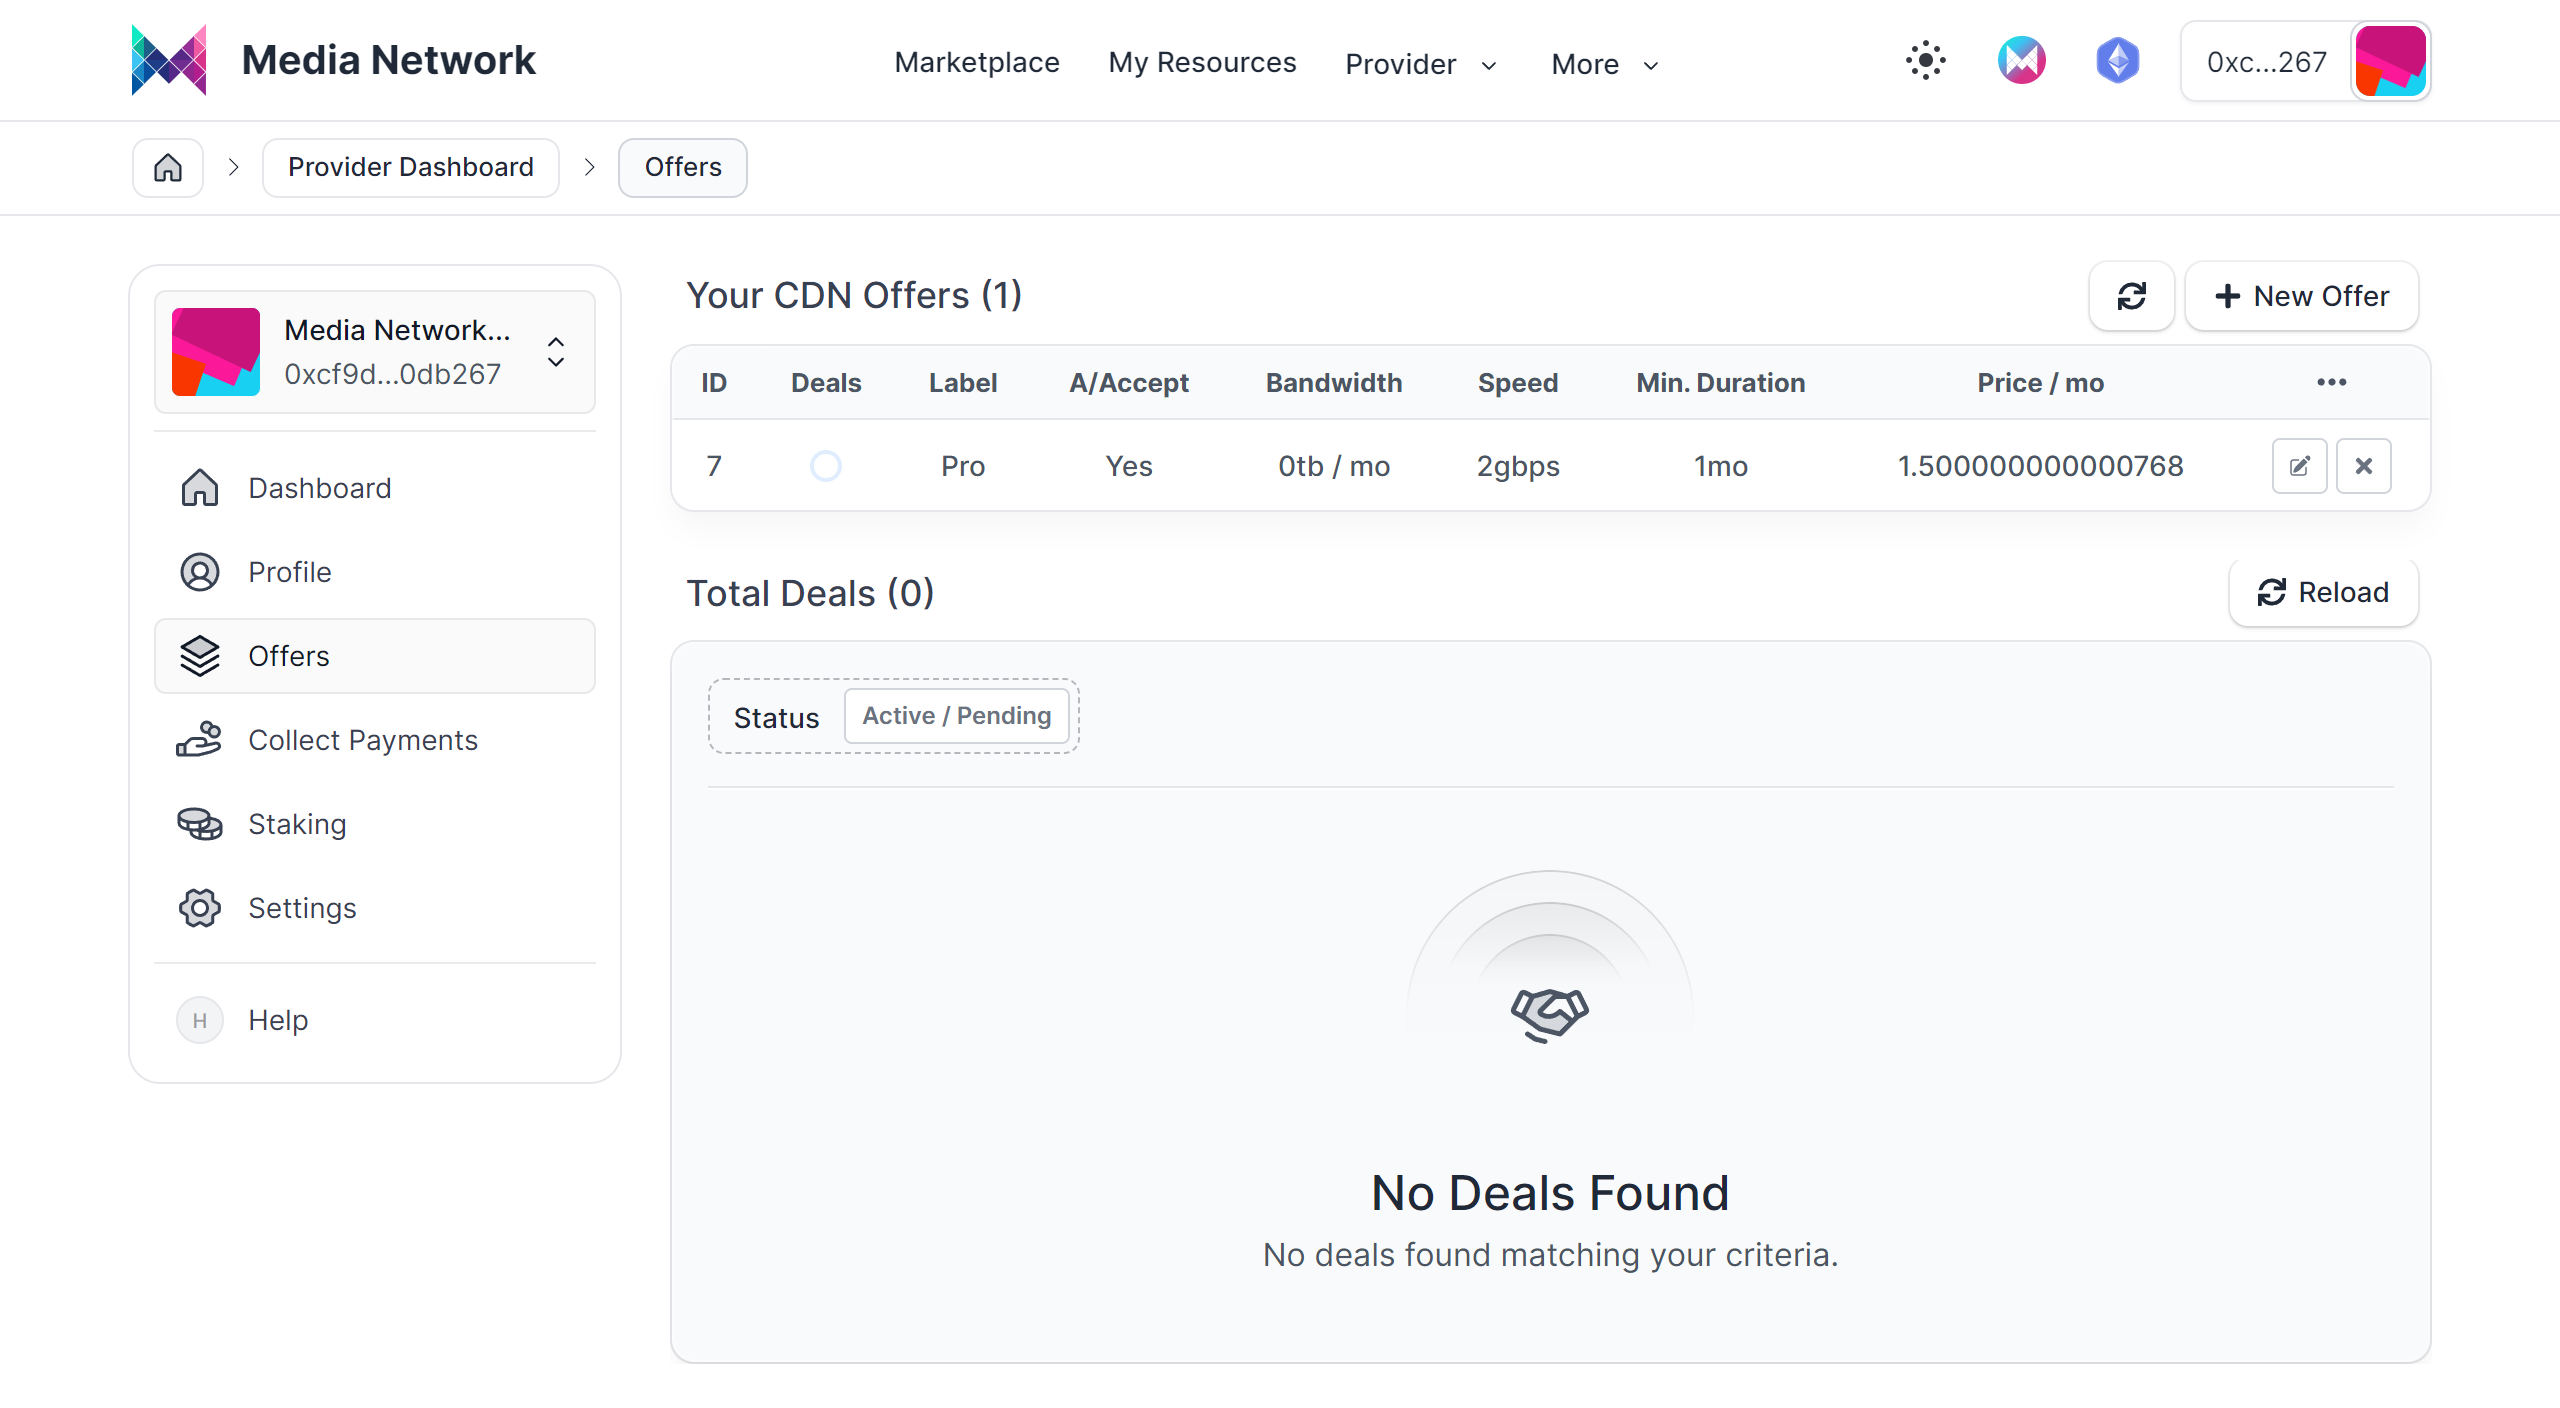 Media Network
Marketplace
My Resources
Provider
More
0xc...267
Provider Dashboard
Offers
Media Network...
0xcf9d...0db267
Dashboard
Profile
Offers
Collect Payments
Staking
Settings
H
Help
Your CDN Offers (1)
New Offer
ID Deals Label A/Accept Bandwidth Speed Min. Duration Price / mo
7 Pro Yes 0tb / mo 2gbps 1mo 1.500000000000768
Total Deals (0)
Reload
Status
Active / Pending
No Deals Found
No deals found matching your criteria.